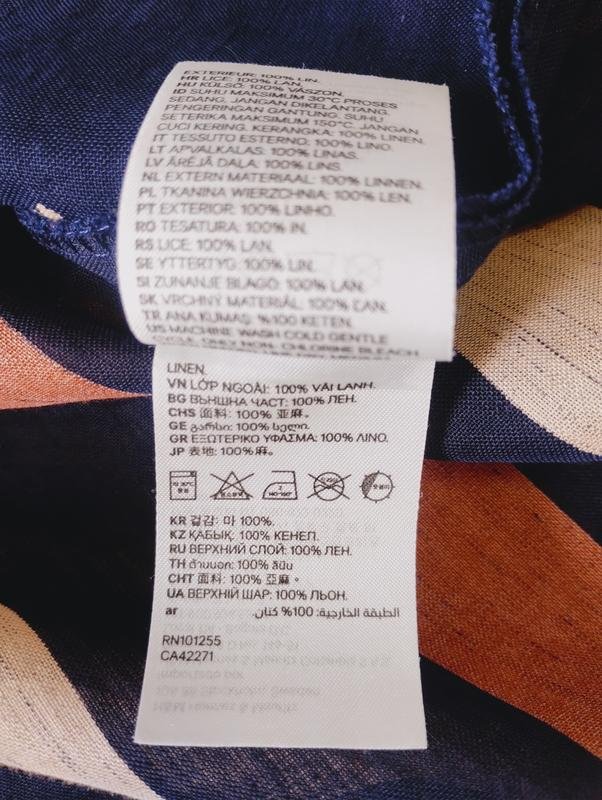 EXTERIEUR: 100% LIN.
HR LICE: 100% LAN.
HU KÜLSŐ: 100% VÁSZON.
ID SUHU MAKSIMUM 30°C PROSES
SEDANG. JANGAN DIKELANTANG.
PENGERINGAN GANTUNG. SUHU
SETERIKA MAKSIMUM 150°C. JANGAN
CUCI KERING. KERANGKA: 100% LINEN.
IT TESSUTO ESTERNO: 100% LINO.
LT APVALKALAS: 100% LINAS.
LV ĀRĒJĀ DAĻA: 100% LINS.
NL EXTERN MATERIAAL: 100% LINNEN.
PL TKANINA WIERZCHNIA: 100% LEN.
PT EXTERIOR: 100% LINHO.
RO TESATURA: 100% IN.
RS LICE: 100% LAN.
SE YTTERTYG: 100% LIN.
SI ZUNANJE BLAGO: 100% LAN.
SK VRCHNÝ MATERIÁL: 100% ĽAN.
TR ANA KUMAŞ: %100 KETEN.
US MACHINE WASH COLD GENTLE
CYCLE. ONLY NON-CHLORINE BLEACH
LINEN.
VN LỚP NGOÀI: 100% VẢI LANH.
BG ВЪНШНА ЧАСТ: 100% ЛЕН.
CHS 面料: 100% 亚麻。
GE გარსი: 100% სელი.
GR ΕΞΩΤΕΡΙΚΟ ΥΦΑΣΜΑ: 100% ΛΙΝΟ.
JP 表地: 100%麻。
KR 겉감: 마 100%.
KZ ҚАБЫҚ: 100% КЕНЕП.
RU ВЕРХНИЙ СЛОЙ: 100% ЛЕН.
TH ด้านนอก: 100% ลินิน
CHT 面料: 100% 亞麻。
UA ВЕРХНІЙ ШАР: 100% ЛЬОН.
ar الطبقة الخارجية: 100% كتان.
RN101255
CA42271